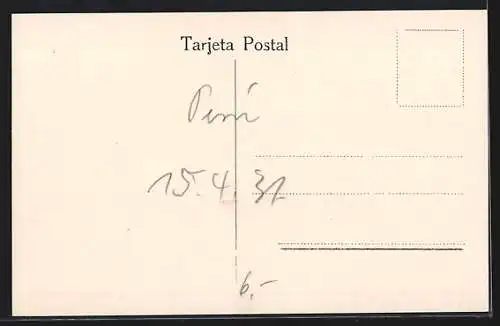 Tarjeta Postal
Perú
15.4.31
6.-